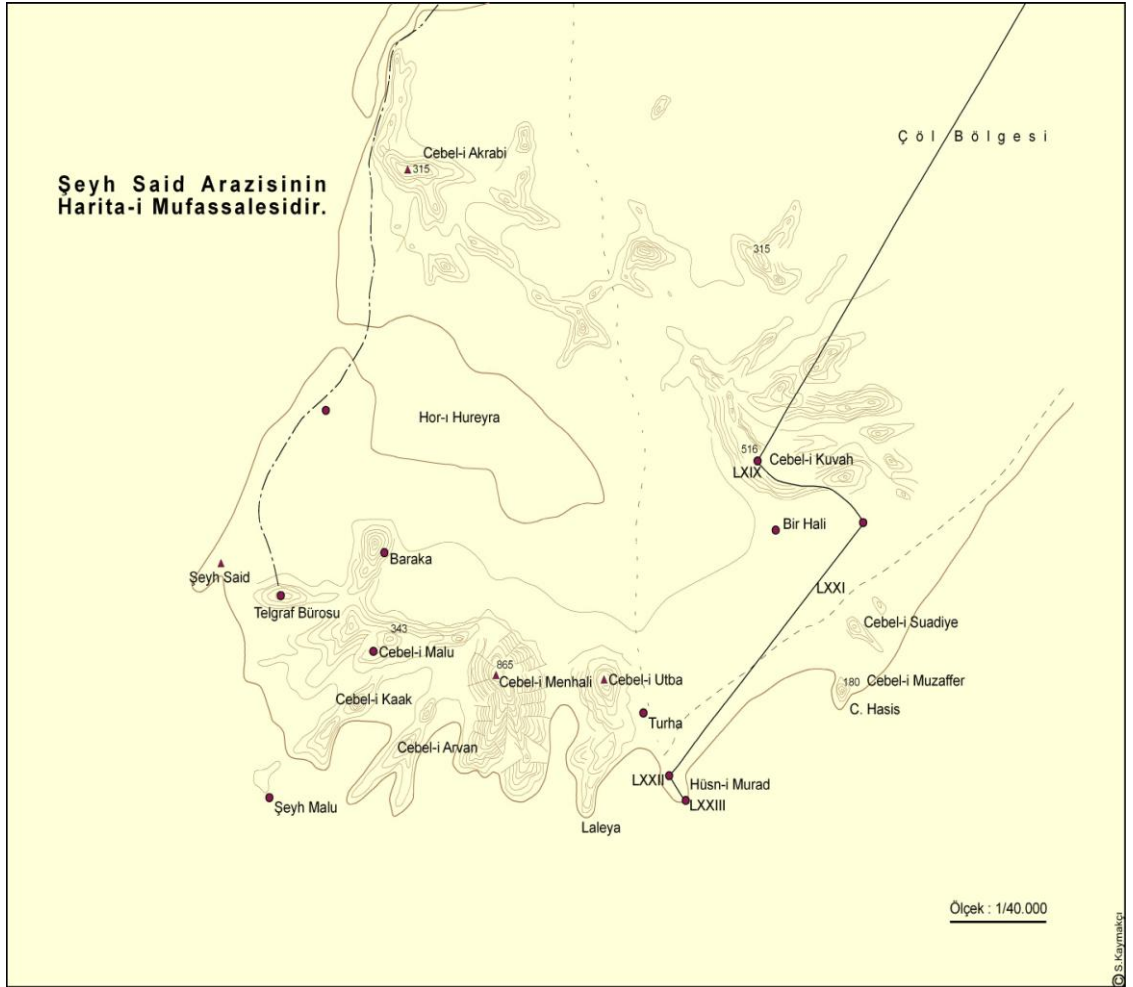 Çöl Bölgesi
Cebel-i Akrabi
315
Şeyh Said Arazisinin
Harita-i Mufassalesidir.
315
Hor-ı Hureyra
516
Cebel-i Kuvah
LXIX
Bir Hali
Baraka
Şeyh Said
LXXI
Telgraf Bürosu
Cebel-i Suadiye
343
Cebel-i Malu
865
Cebel-i Menhali
Cebel-i Utba
180
Cebel-i Muzaffer
Cebel-i Kaak
C. Hasis
Turha
Cebel-i Arvan
LXXII
Hüsn-i Murad
Şeyh Malu
LXXIII
Laleya
Ölçek : 1/40.000
© S.Kaymakçı